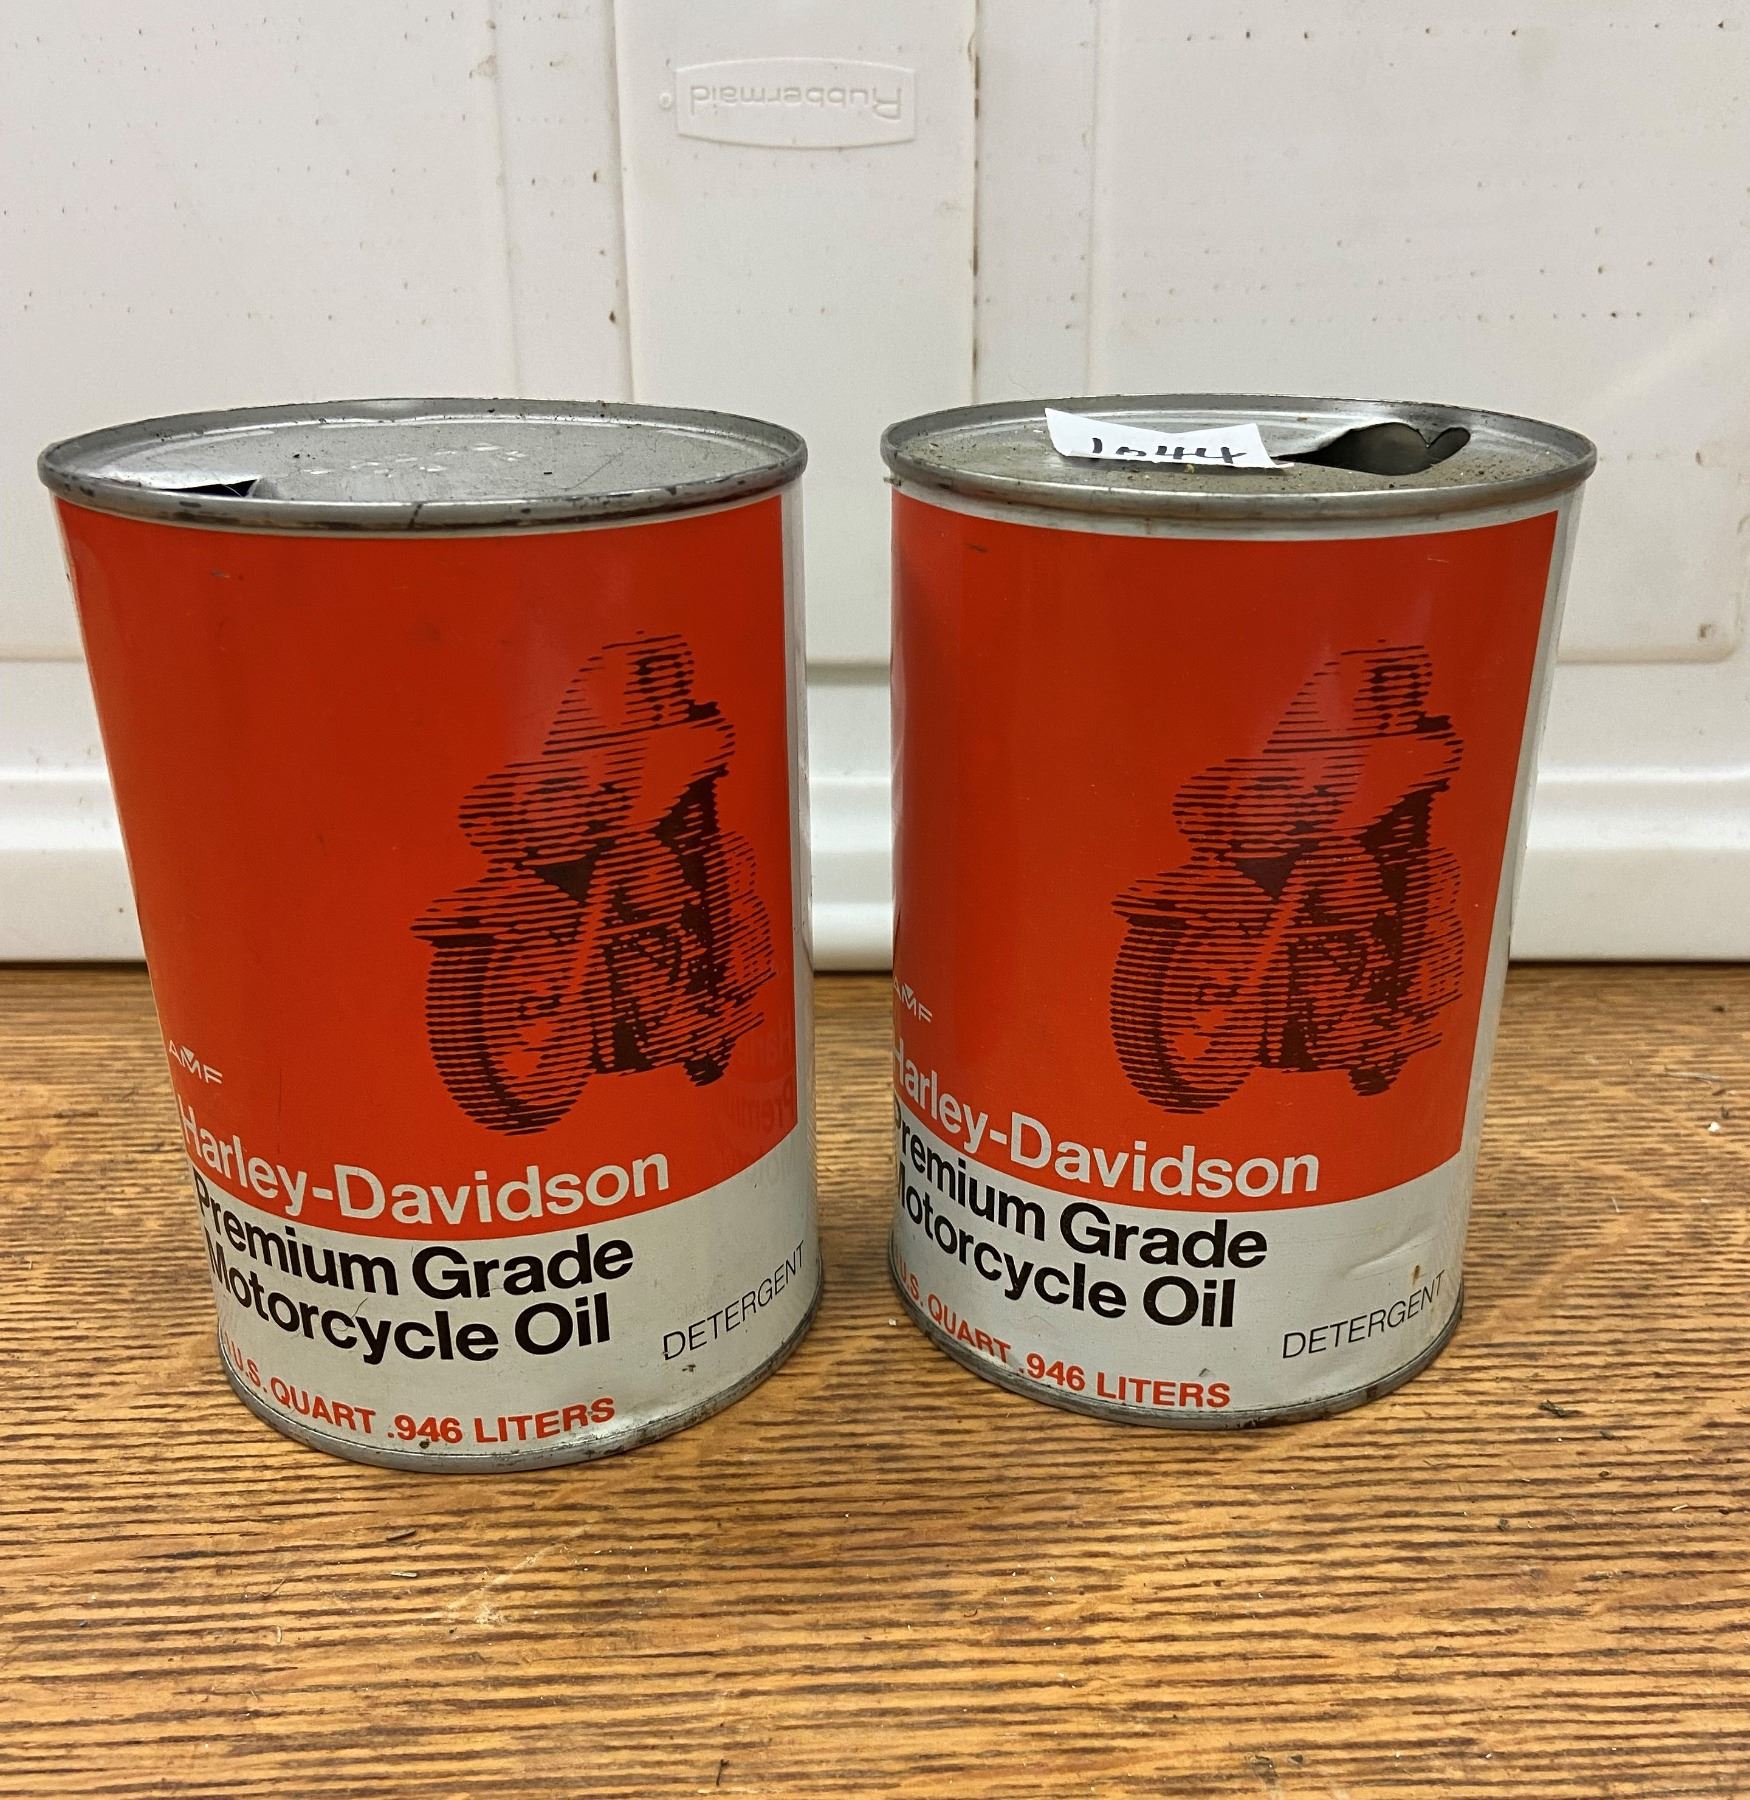 Rubbermaid
1644
AMF
Harley-Davidson
Premium Grade
Motorcycle Oil
DETERGENT
U.S. QUART .946 LITERS
AMF
Harley-Davidson
Premium Grade
Motorcycle Oil
DETERGENT
U.S. QUART .946 LITERS